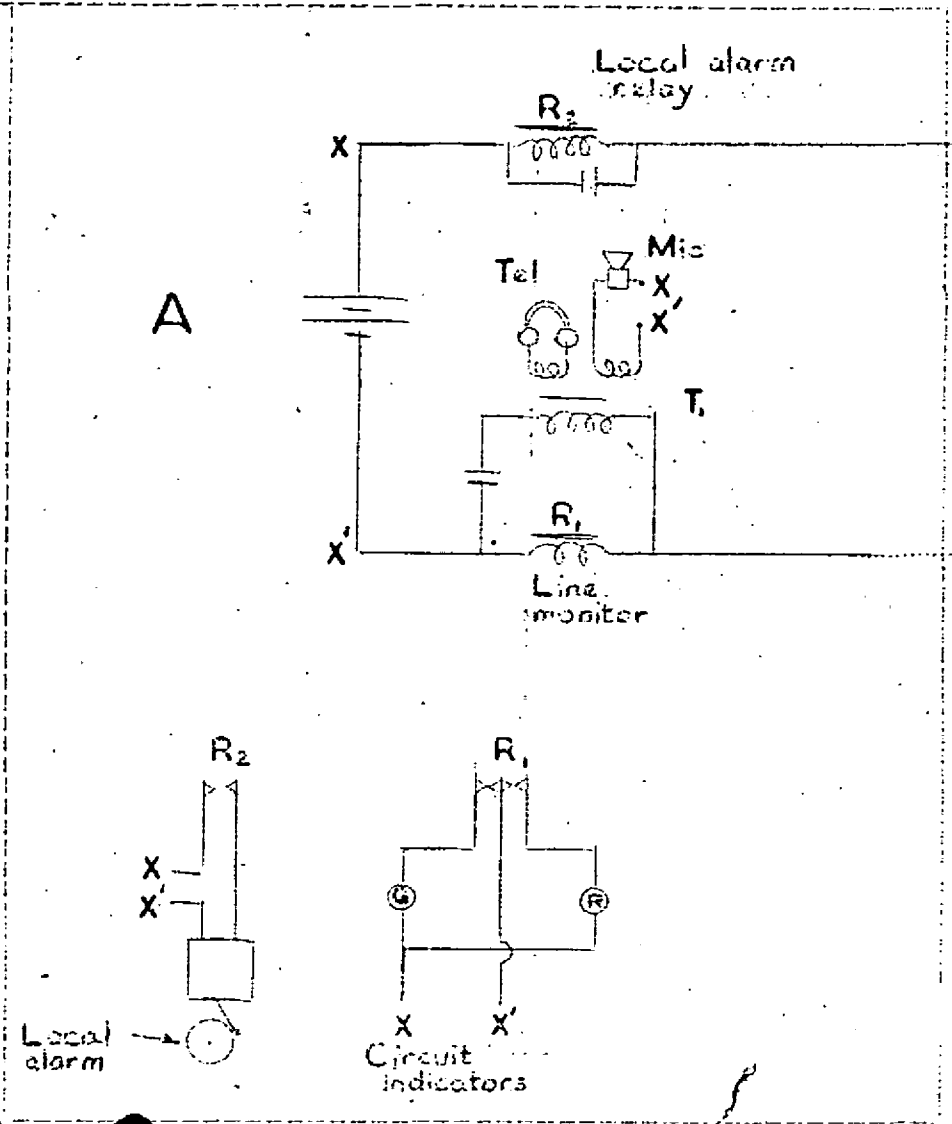 Local alarm
relay
R₂
X
Mic
Tel
X
X'
A
T₁
R₁
X'
Line
monitor
R₂
R₁
X
X'
G
R
X
X'
Local
alarm
Circuit
indicators